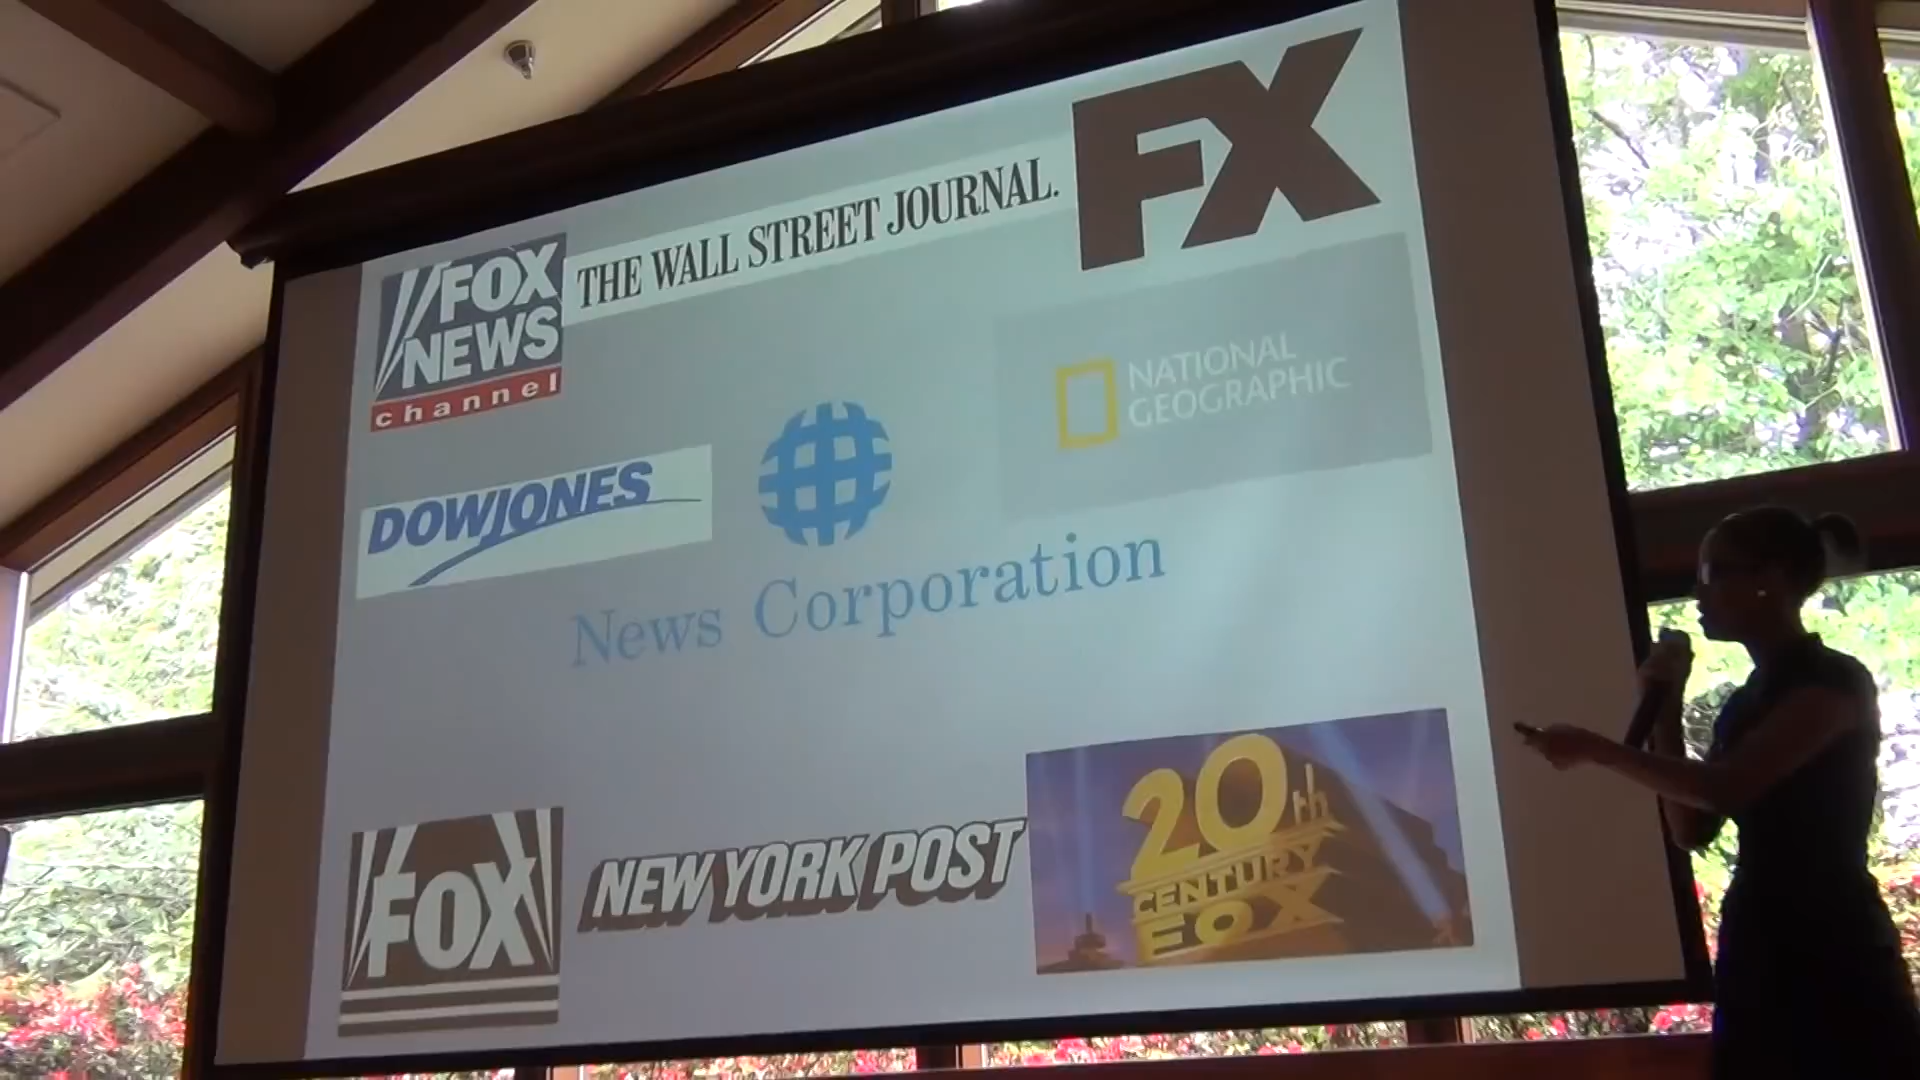 FX
THE WALL STREET JOURNAL.
FOX
NEWS
channel
NATIONAL
GEOGRAPHIC
DOWJONES
News Corporation
FOX
NEW YORK POST
20th
CENTURY
FOX